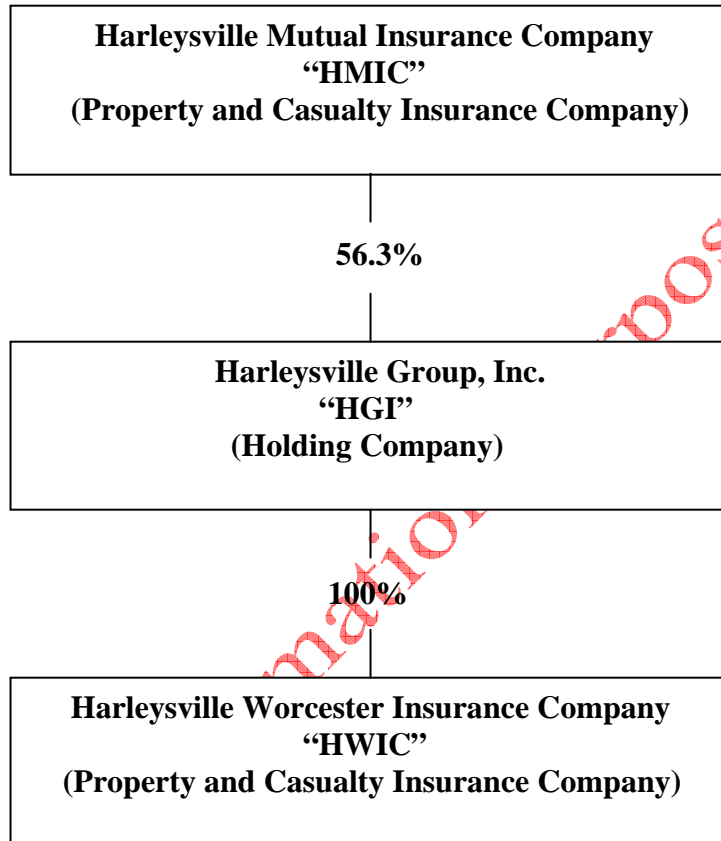 Harleysville Mutual Insurance Company
“HMIC”
(Property and Casualty Insurance Company)
56.3%
Harleysville Group, Inc.
“HGI”
(Holding Company)
100%
Harleysville Worcester Insurance Company
“HWIC”
(Property and Casualty Insurance Company)